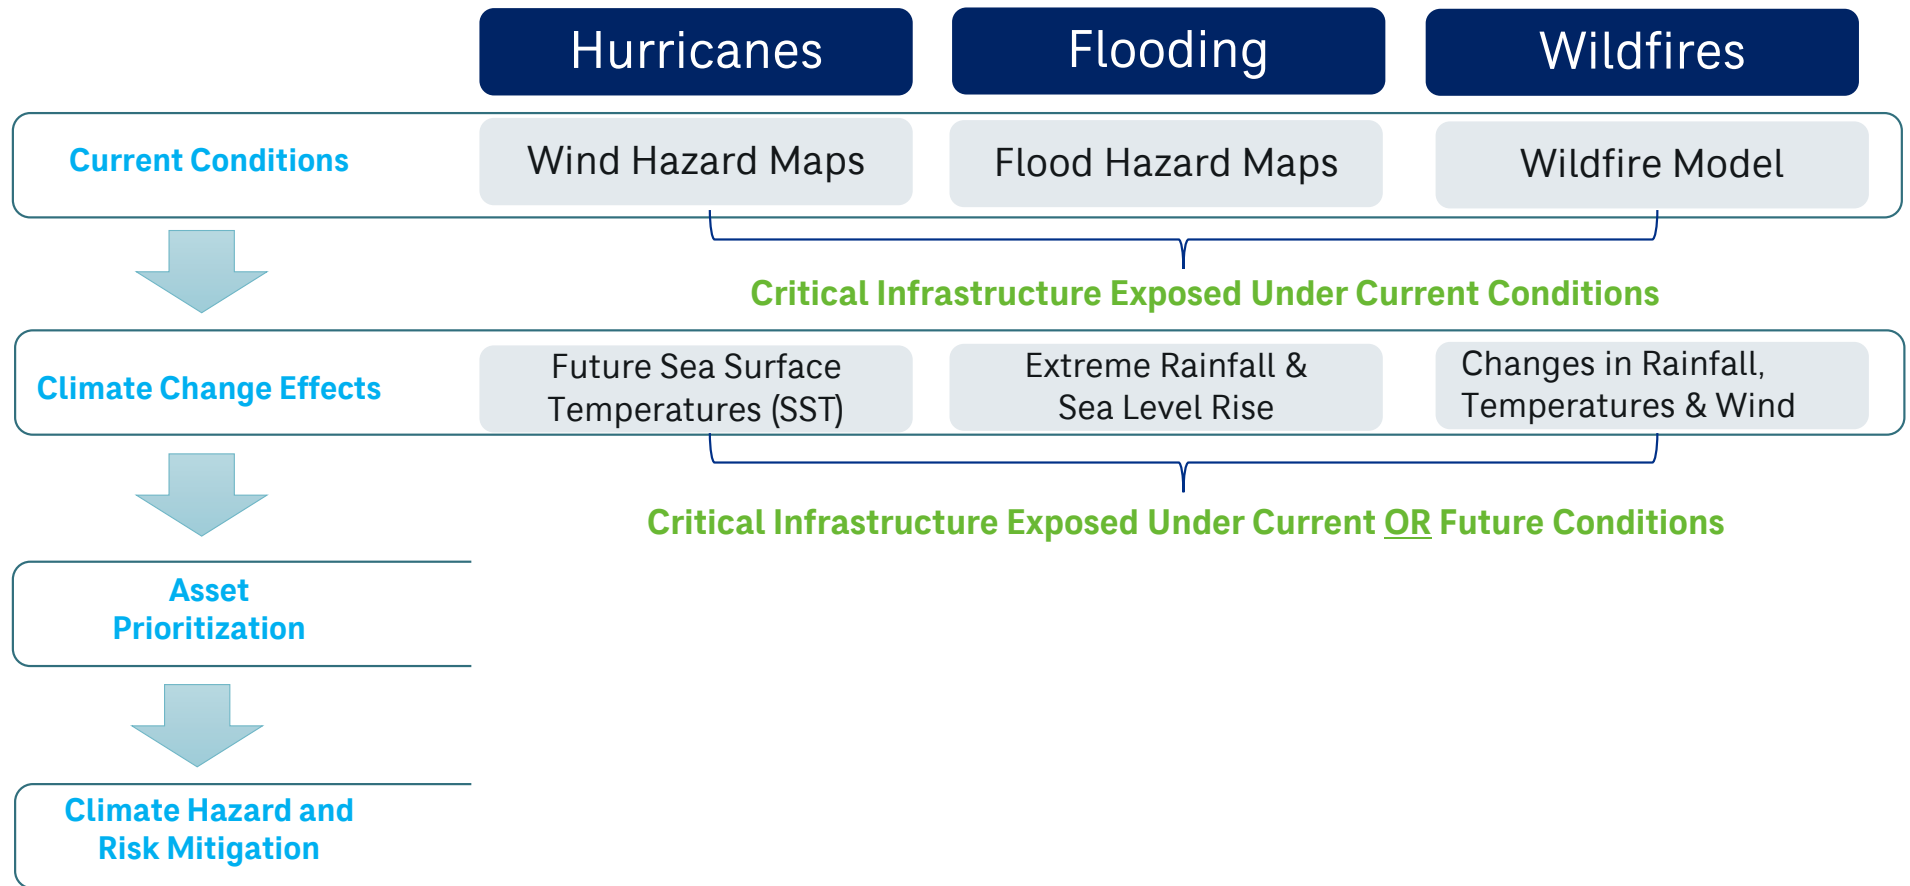 Hurricanes
Flooding
Wildfires
Current Conditions
Wind Hazard Maps
Flood Hazard Maps
Wildfire Model
Critical Infrastructure Exposed Under Current Conditions
Climate Change Effects
Future Sea Surface
Temperatures (SST)
Extreme Rainfall &
Sea Level Rise
Changes in Rainfall,
Temperatures & Wind
Critical Infrastructure Exposed Under Current OR Future Conditions
Asset
Prioritization
Climate Hazard and
Risk Mitigation